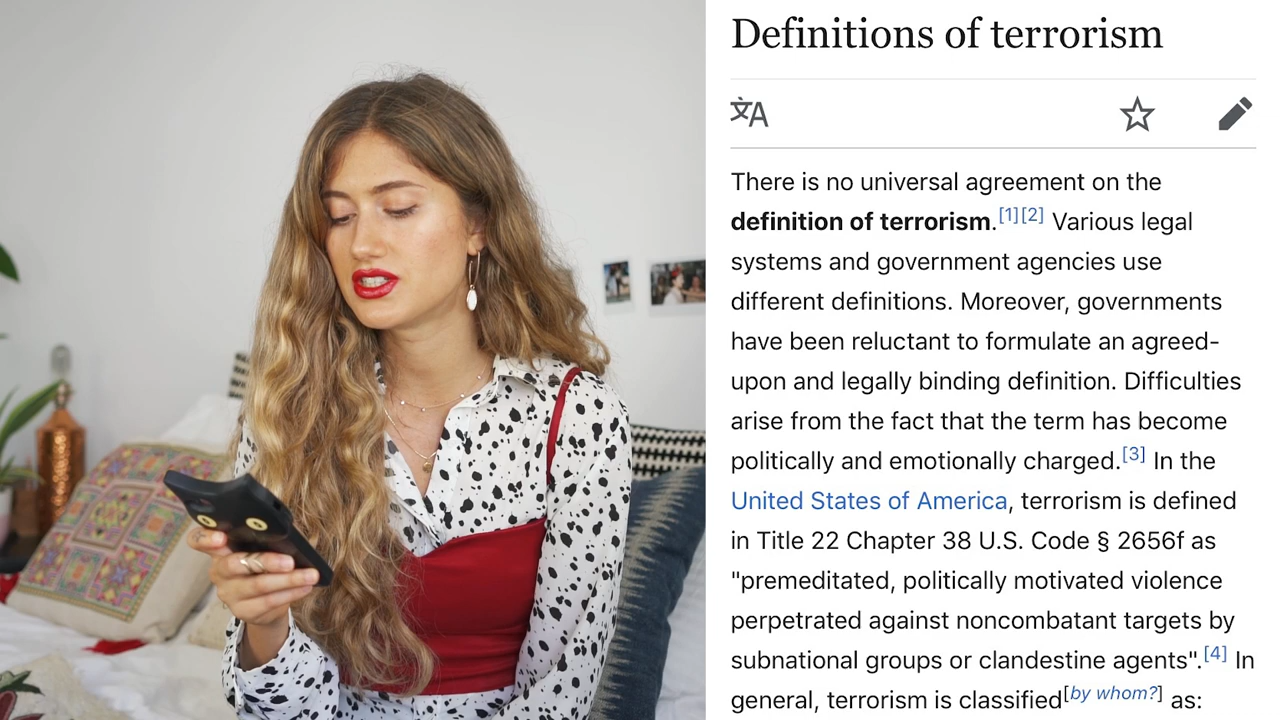 Definitions of terrorism
文A
There is no universal agreement on the
definition of terrorism.[1][2] Various legal
systems and government agencies use
different definitions. Moreover, governments
have been reluctant to formulate an agreed-
upon and legally binding definition. Difficulties
arise from the fact that the term has become
politically and emotionally charged.[3] In the
United States of America, terrorism is defined
in Title 22 Chapter 38 U.S. Code § 2656f as
"premeditated, politically motivated violence
perpetrated against noncombatant targets by
subnational groups or clandestine agents".[4] In
general, terrorism is classified[by whom?] as: